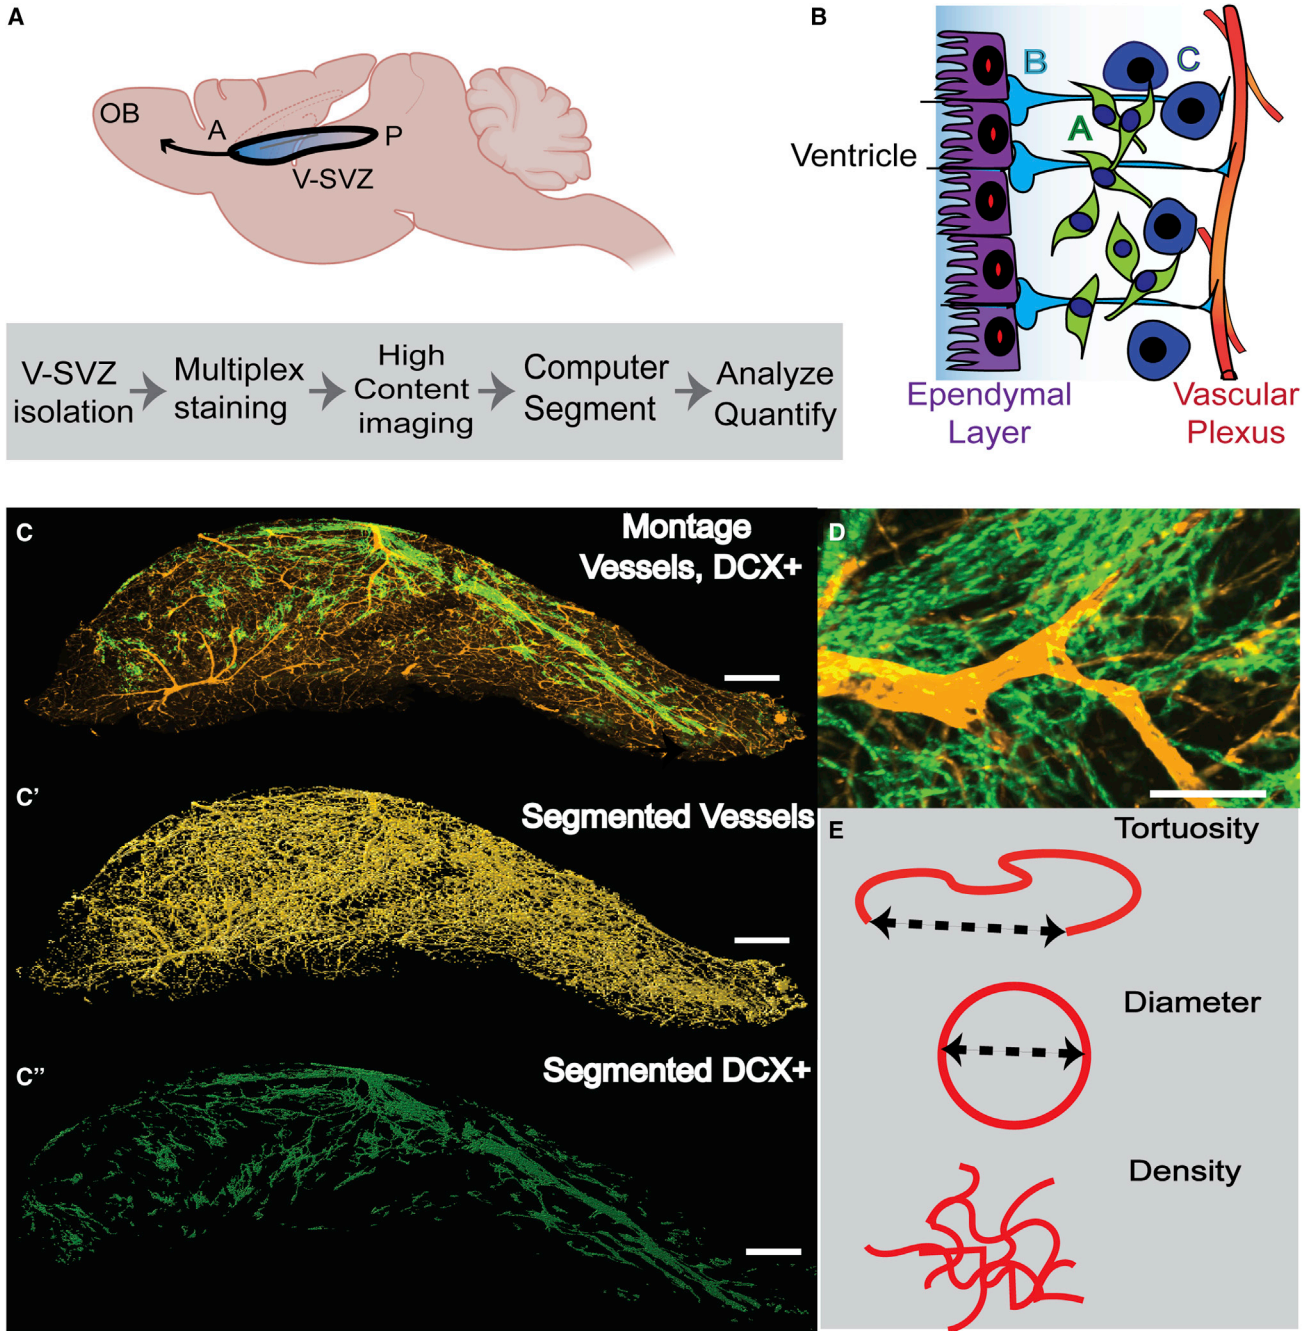 A
OB
A
P
V-SVZ
V-SVZ
isolation
Multiplex
staining
High
Content
imaging
Computer
Segment
Analyze
Quantify
B
B
C
A
Ventricle
Ependymal
Layer
Vascular
Plexus
C
Montage
Vessels, DCX+
C'
Segmented Vessels
C"
Segmented DCX+
D
E
Tortuosity
Diameter
Density